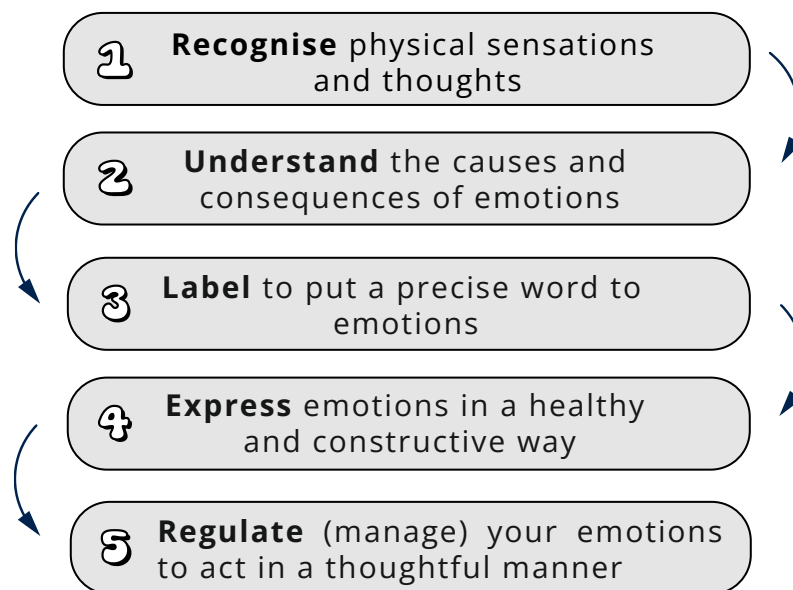 1 Recognise physical sensations
and thoughts
2 Understand the causes and
consequences of emotions
3 Label to put a precise word to
emotions
4 Express emotions in a healthy
and constructive way
5 Regulate (manage) your emotions
to act in a thoughtful manner